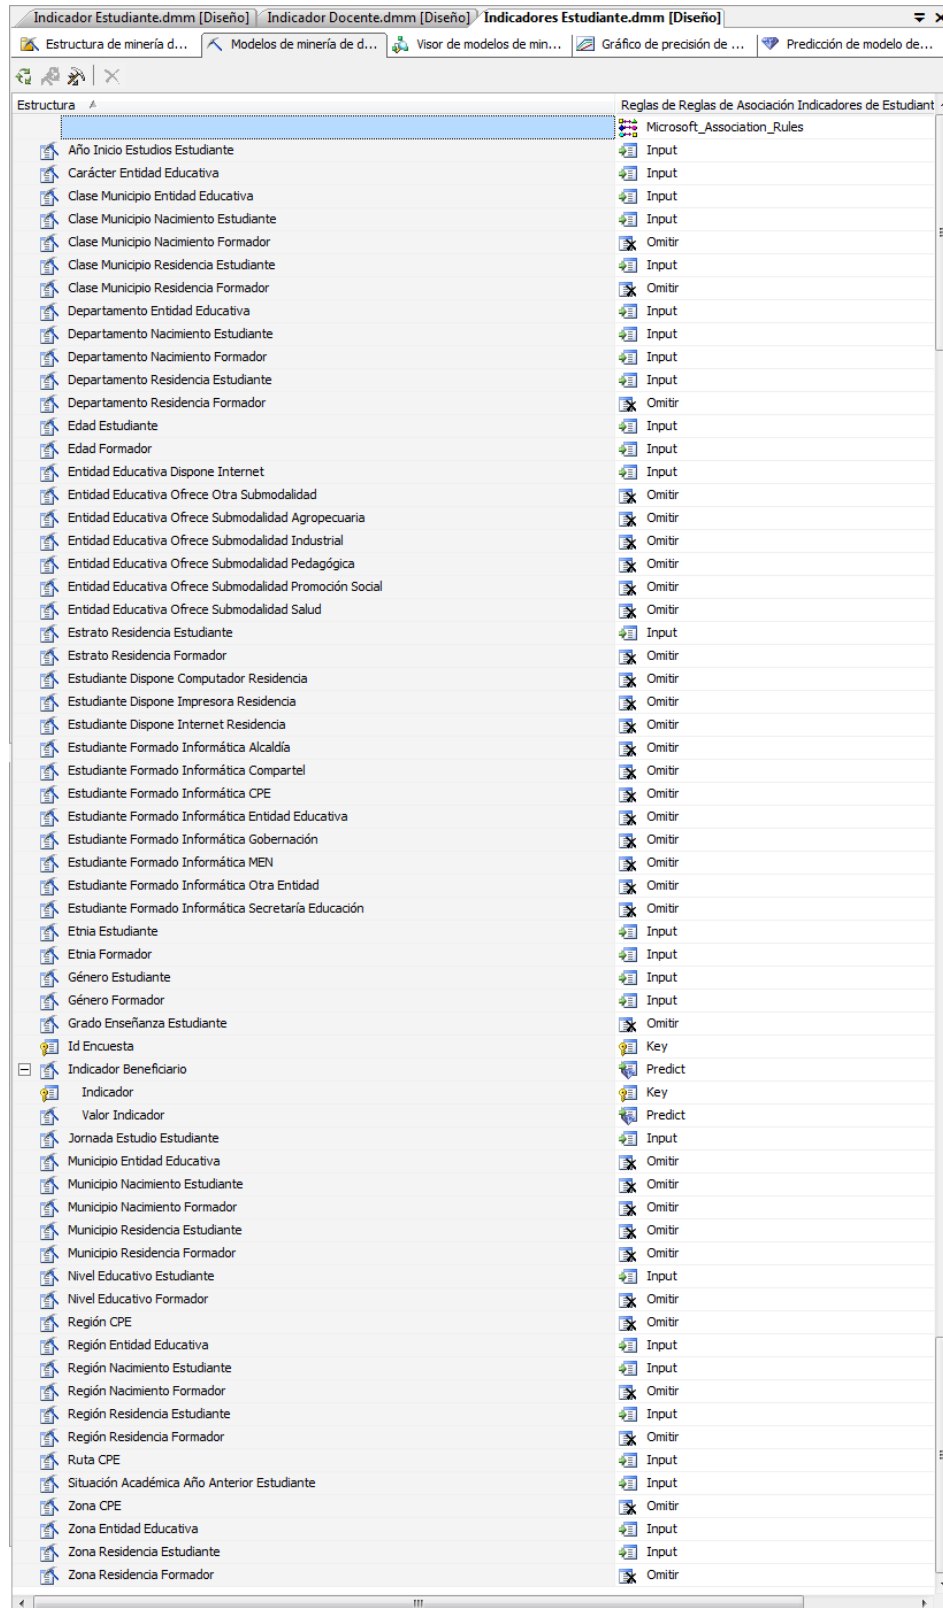 Indicador Estudiante.dmm [Diseño] Indicador Docente.dmm [Diseño] Indicadores Estudiante.dmm [Diseño]
Estructura de minería d... Modelos de minería de d... Visor de modelos de min... Gráfico de precisión de ... Predicción de modelo de...
Estructura Reglas de Reglas de Asociación Indicadores de Estudiant
Microsoft_Association_Rules
Año Inicio Estudios Estudiante Input
Carácter Entidad Educativa Input
Clase Municipio Entidad Educativa Input
Clase Municipio Nacimiento Estudiante Input
Clase Municipio Nacimiento Formador Omitir
Clase Municipio Residencia Estudiante Input
Clase Municipio Residencia Formador Omitir
Departamento Entidad Educativa Input
Departamento Nacimiento Estudiante Input
Departamento Nacimiento Formador Input
Departamento Residencia Estudiante Input
Departamento Residencia Formador Omitir
Edad Estudiante Input
Edad Formador Input
Entidad Educativa Dispone Internet Input
Entidad Educativa Ofrece Otra Submodalidad Omitir
Entidad Educativa Ofrece Submodalidad Agropecuaria Omitir
Entidad Educativa Ofrece Submodalidad Industrial Omitir
Entidad Educativa Ofrece Submodalidad Pedagógica Omitir
Entidad Educativa Ofrece Submodalidad Promoción Social Omitir
Entidad Educativa Ofrece Submodalidad Salud Omitir
Estrato Residencia Estudiante Input
Estrato Residencia Formador Omitir
Estudiante Dispone Computador Residencia Omitir
Estudiante Dispone Impresora Residencia Omitir
Estudiante Dispone Internet Residencia Omitir
Estudiante Formado Informática Alcaldía Omitir
Estudiante Formado Informática Compartel Omitir
Estudiante Formado Informática CPE Omitir
Estudiante Formado Informática Entidad Educativa Omitir
Estudiante Formado Informática Gobernación Omitir
Estudiante Formado Informática MEN Omitir
Estudiante Formado Informática Otra Entidad Omitir
Estudiante Formado Informática Secretaría Educación Omitir
Etnia Estudiante Input
Etnia Formador Input
Género Estudiante Input
Género Formador Input
Grado Enseñanza Estudiante Omitir
Id Encuesta Key
Indicador Beneficiario Predict
Indicador Key
Valor Indicador Predict
Jornada Estudio Estudiante Input
Municipio Entidad Educativa Omitir
Municipio Nacimiento Estudiante Omitir
Municipio Nacimiento Formador Omitir
Municipio Residencia Estudiante Omitir
Municipio Residencia Formador Omitir
Nivel Educativo Estudiante Input
Nivel Educativo Formador Omitir
Región CPE Omitir
Región Entidad Educativa Input
Región Nacimiento Estudiante Input
Región Nacimiento Formador Omitir
Región Residencia Estudiante Input
Región Residencia Formador Omitir
Ruta CPE Input
Situación Académica Año Anterior Estudiante Input
Zona CPE Omitir
Zona Entidad Educativa Input
Zona Residencia Estudiante Input
Zona Residencia Formador Omitir